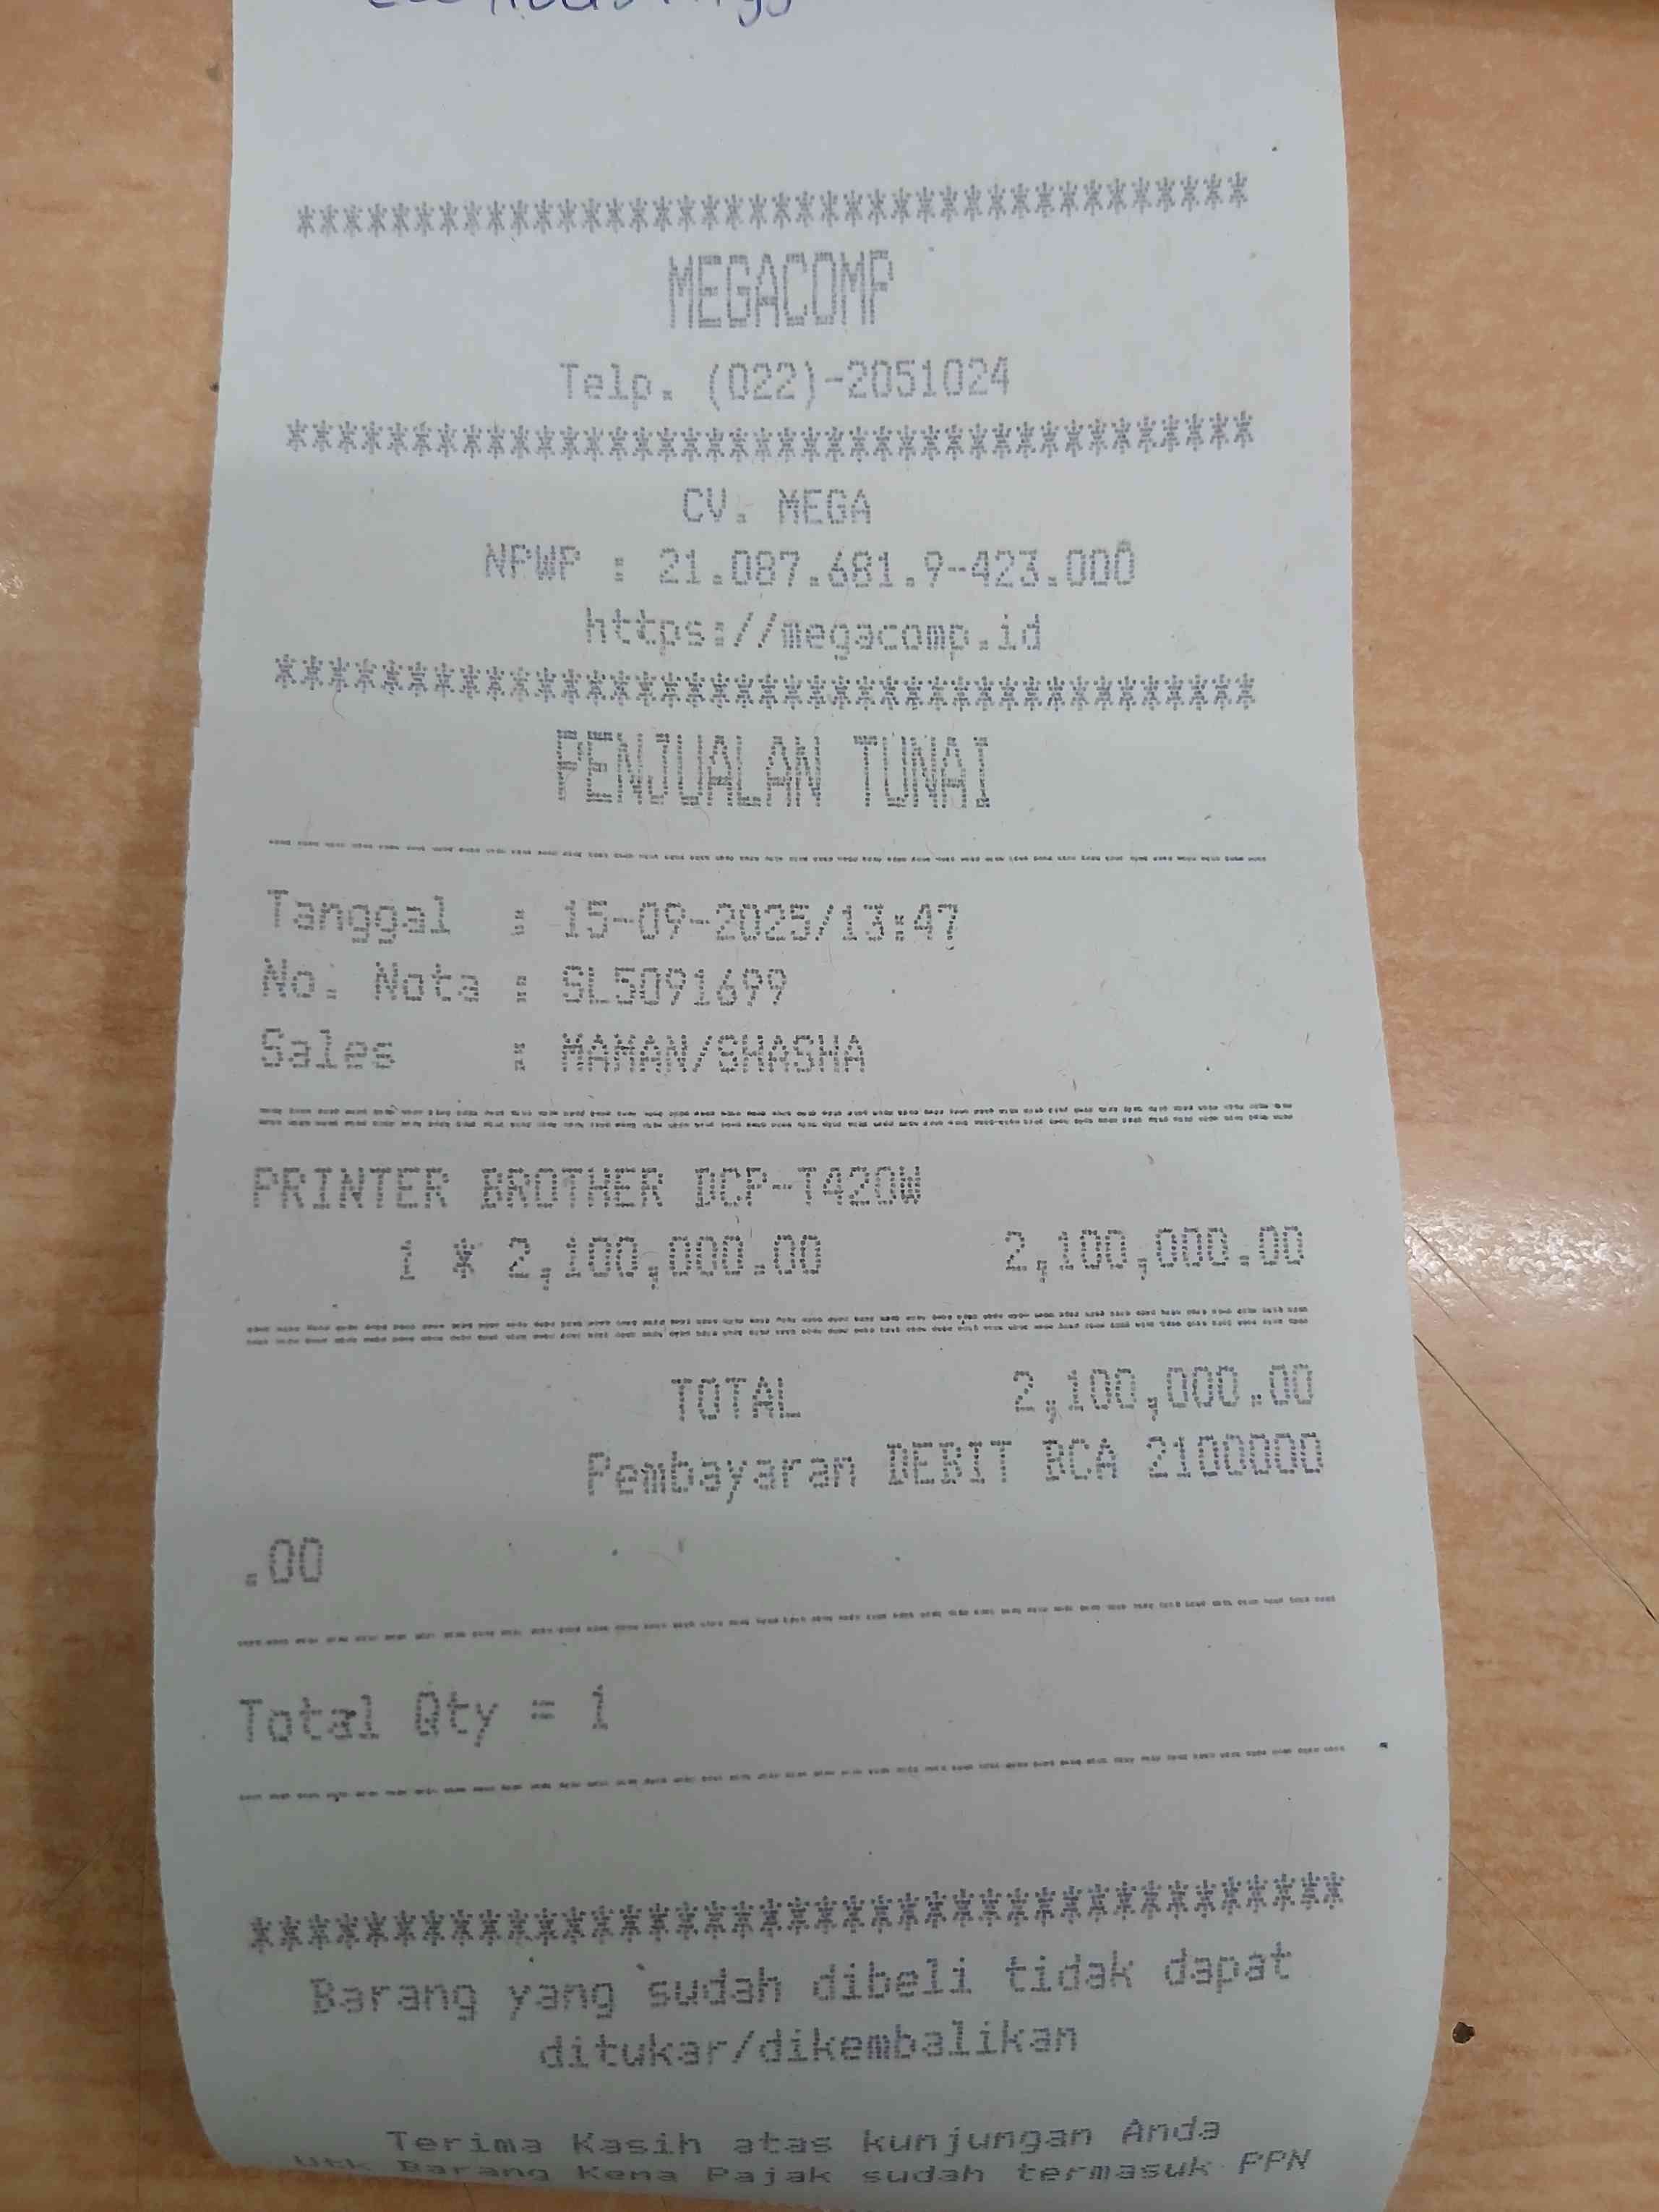 ************************************
MEGACOMP
Telp. (022)-2051024
************************************
CV. MEGA
NPWP : 21.087.681.9-423.000
https://megacomp.id
************************************
PENJUALAN TUNAI
Tanggal : 15-09-2025/13:47
No. Nota : SL5091699
Sales : MAMAN/SHASHA
PRINTER BROTHER DCP-T420W
1 * 2,100,000.00 2,100,000.00
TOTAL 2,100,000.00
Pembayaran DEBIT BCA 2100000
.00
Total Qty = 1
************************************
Barang yang sudah dibeli tidak dapat
ditukar/dikembalikan
Terima Kasih atas kunjungan Anda
Utk Barang Kena Pajak sudah termasuk PPN